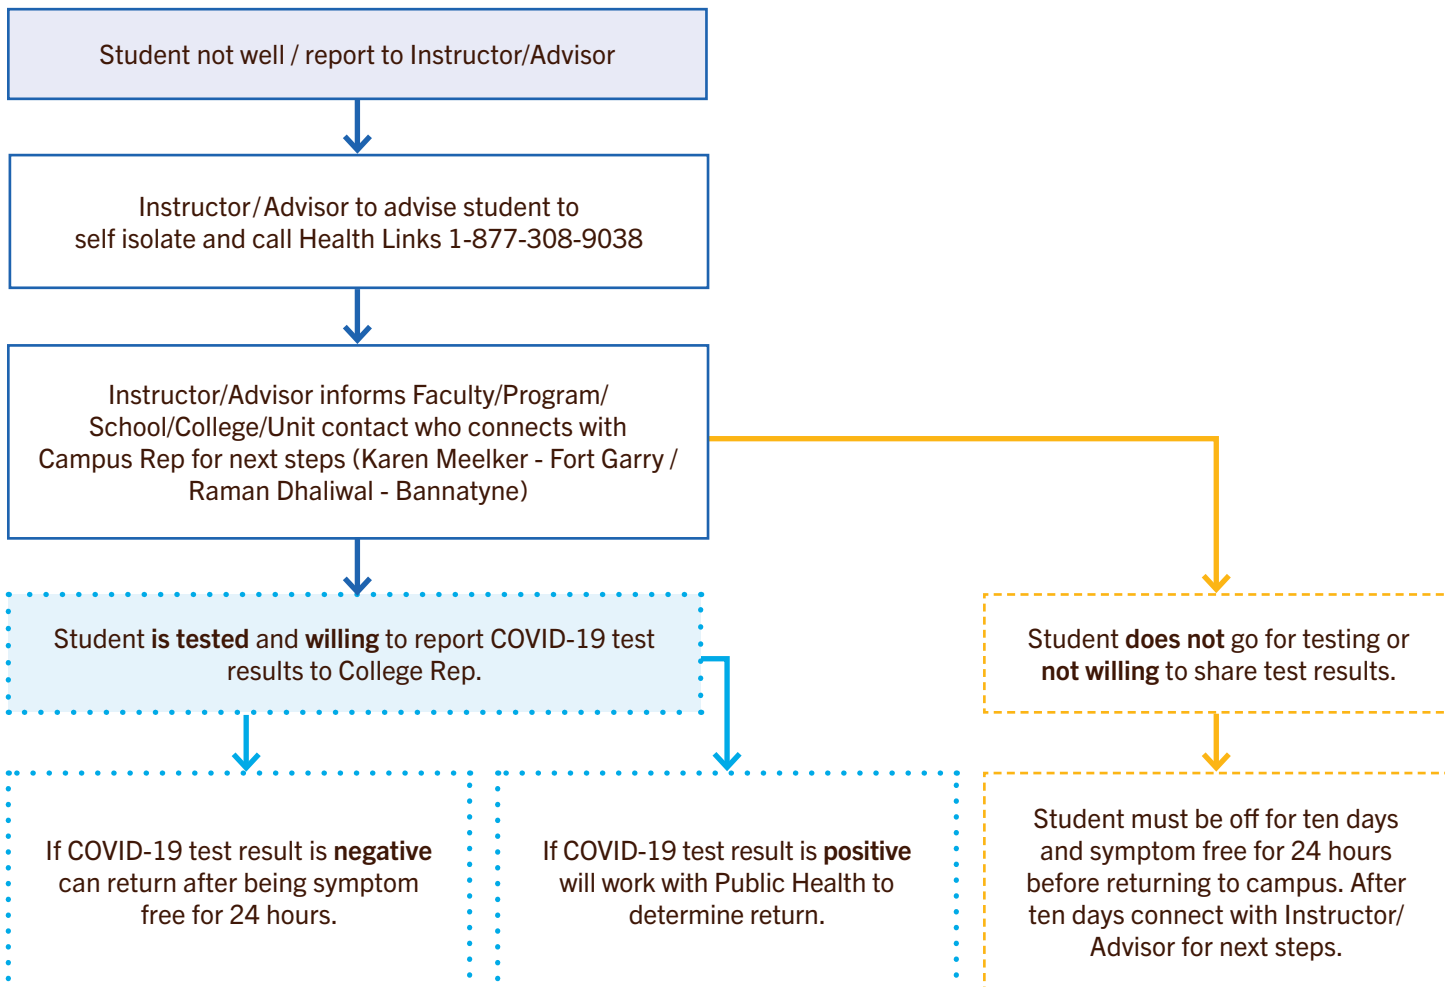 Student not well / report to Instructor/Advisor
Instructor/Advisor to advise student to
self isolate and call Health Links 1-877-308-9038
Instructor/Advisor informs Faculty/Program/
School/College/Unit contact who connects with
Campus Rep for next steps (Karen Meelker - Fort Garry /
Raman Dhaliwal - Bannatyne)
Student is tested and willing to report COVID-19 test
results to College Rep.
Student does not go for testing or
not willing to share test results.
If COVID-19 test result is negative
can return after being symptom
free for 24 hours.
If COVID-19 test result is positive
will work with Public Health to
determine return.
Student must be off for ten days
and symptom free for 24 hours
before returning to campus. After
ten days connect with Instructor/
Advisor for next steps.